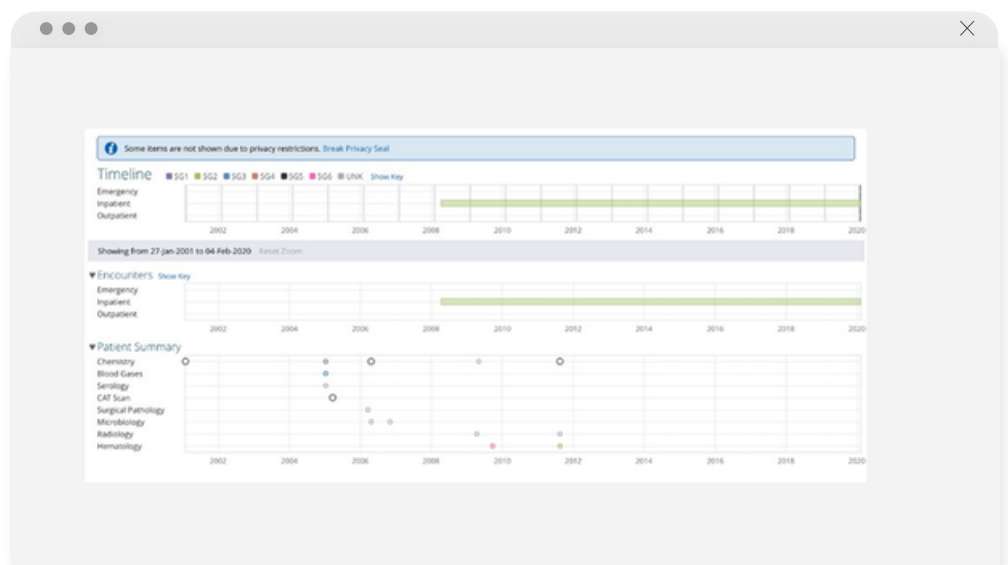 Some items are not shown due to privacy restrictions. Break Privacy Seal
Timeline SG1 SG2 SG3 SG4 SG5 SG6 UNK Show Key
Emergency
Inpatient
Outpatient
2002 2004 2006 2008 2010 2012 2014 2016 2018 2020
Showing from 27-Jan-2001 to 04-Feb-2020 Reset Zoom
Encounters Show Key
Emergency
Inpatient
Outpatient
2002 2004 2006 2008 2010 2012 2014 2016 2018 2020
Patient Summary
Chemistry
Blood Gases
Serology
CAT Scan
Surgical Pathology
Microbiology
Radiology
Hematology
2002 2004 2006 2008 2010 2012 2014 2016 2018 2020